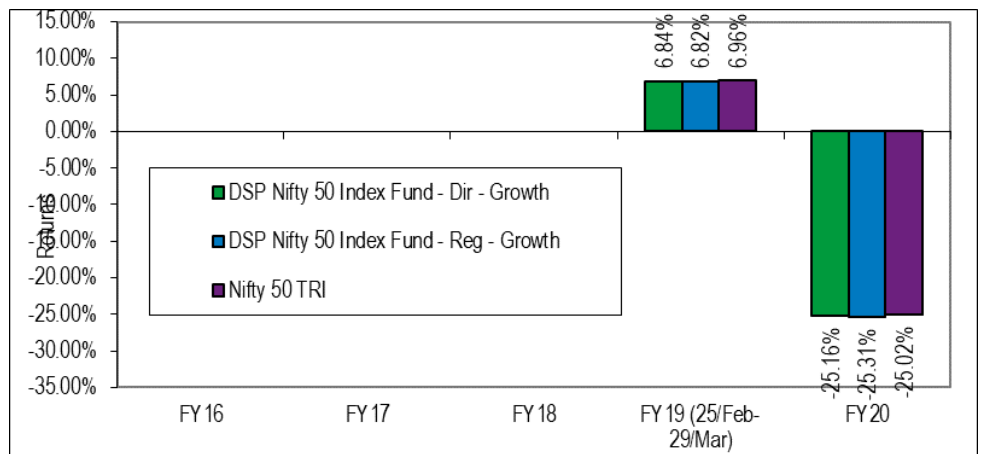 15.00%
10.00%
5.00%
0.00%
-5.00%
-10.00%
-15.00%
-20.00%
-25.00%
-30.00%
-35.00%
Returns
6.84%
6.82%
6.96%
-25.16%
-25.31%
-25.02%
DSP Nifty 50 Index Fund - Dir - Growth
DSP Nifty 50 Index Fund - Reg - Growth
Nifty 50 TRI
FY 16
FY 17
FY 18
FY 19 (25/Feb-
29/Mar)
FY 20